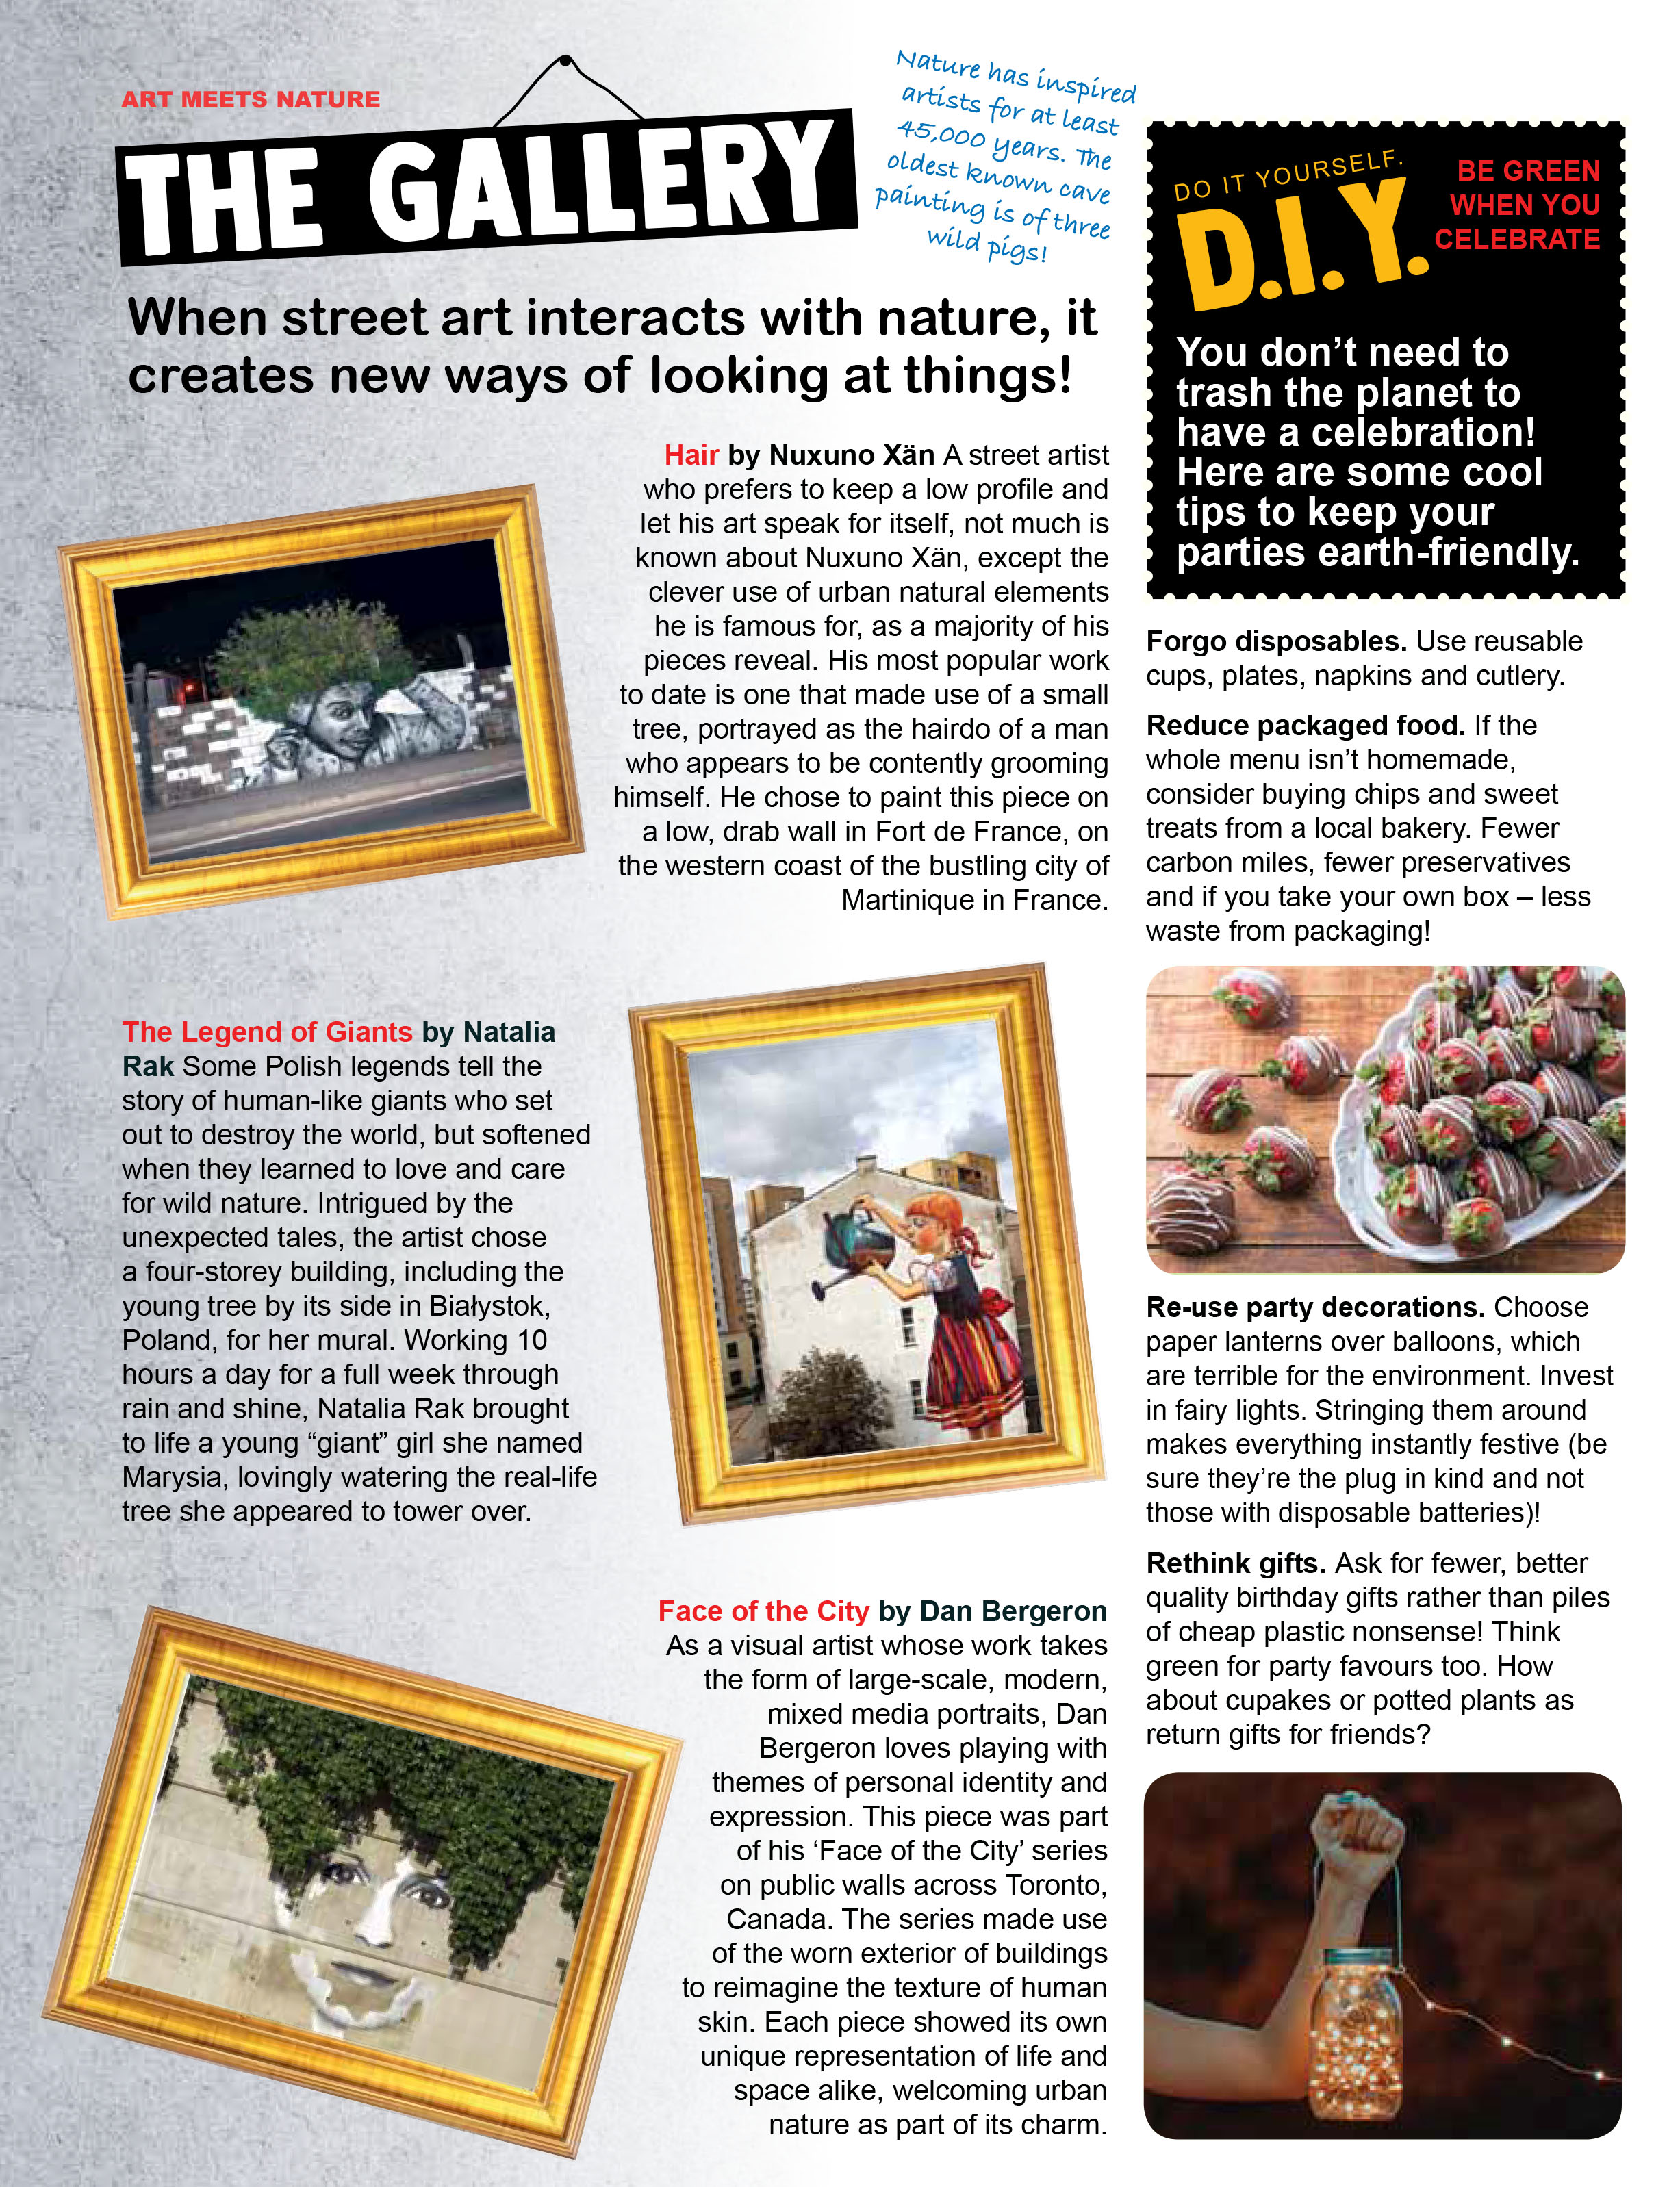 ART MEETS NATURE
THE GALLERY
Nature has inspired
artists for at least
45,000 years. The
oldest known cave
painting is of three
wild pigs!
When street art interacts with nature, it
creates new ways of looking at things!
Hair by Nuxuno Xän A street artist
who prefers to keep a low profile and
let his art speak for itself, not much is
known about Nuxuno Xän, except the
clever use of urban natural elements
he is famous for, as a majority of his
pieces reveal. His most popular work
to date is one that made use of a small
tree, portrayed as the hairdo of a man
who appears to be contently grooming
himself. He chose to paint this piece on
a low, drab wall in Fort de France, on
the western coast of the bustling city of
Martinique in France.
The Legend of Giants by Natalia
Rak Some Polish legends tell the
story of human-like giants who set
out to destroy the world, but softened
when they learned to love and care
for wild nature. Intrigued by the
unexpected tales, the artist chose
a four-storey building, including the
young tree by its side in Białystok,
Poland, for her mural. Working 10
hours a day for a full week through
rain and shine, Natalia Rak brought
to life a young “giant” girl she named
Marysia, lovingly watering the real-life
tree she appeared to tower over.
Face of the City by Dan Bergeron
As a visual artist whose work takes
the form of large-scale, modern,
mixed media portraits, Dan
Bergeron loves playing with
themes of personal identity and
expression. This piece was part
of his ‘Face of the City’ series
on public walls across Toronto,
Canada. The series made use
of the worn exterior of buildings
to reimagine the texture of human
skin. Each piece showed its own
unique representation of life and
space alike, welcoming urban
nature as part of its charm.
DO IT YOURSELF.
D.I.Y.
BE GREEN
WHEN YOU
CELEBRATE
You don’t need to
trash the planet to
have a celebration!
Here are some cool
tips to keep your
parties earth-friendly.
Forgo disposables. Use reusable
cups, plates, napkins and cutlery.
Reduce packaged food. If the
whole menu isn’t homemade,
consider buying chips and sweet
treats from a local bakery. Fewer
carbon miles, fewer preservatives
and if you take your own box – less
waste from packaging!
Re-use party decorations. Choose
paper lanterns over balloons, which
are terrible for the environment. Invest
in fairy lights. Stringing them around
makes everything instantly festive (be
sure they’re the plug in kind and not
those with disposable batteries)!
Rethink gifts. Ask for fewer, better
quality birthday gifts rather than piles
of cheap plastic nonsense! Think
green for party favours too. How
about cupakes or potted plants as
return gifts for friends?